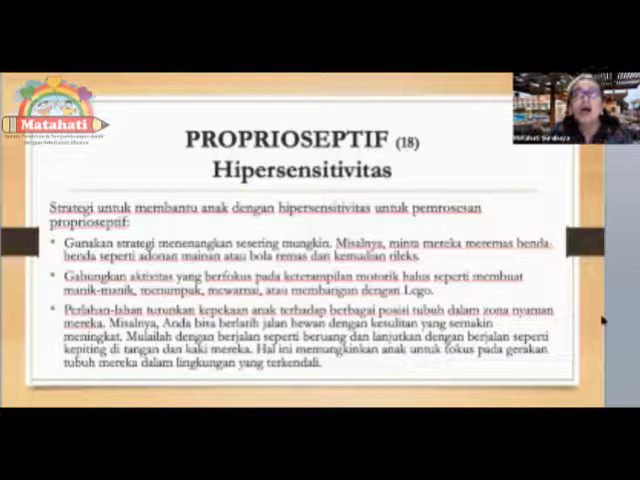 Matahati
PROPRIOSEPTIF (18)
Hipersensitivitas
Strategi untuk membantu anak dengan hipersensitivitas untuk pemrosesan
proprioseptif:
• Gunakan strategi menenangkan sesering mungkin. Misalnya, minta mereka meremas benda-
benda seperti adonan mainan atau bola remas dan kemudian rileks.
• Gabungkan aktivitas yang berfokus pada keterampilan motorik halus seperti membuat
manik-manik, menumpuk, mewarnai, atau membangun dengan Lego.
• Perlahan-lahan turunkan kepekaan anak terhadap berbagai posisi tubuh dalam zona nyaman
mereka. Misalnya, Anda bisa berlatih jalan hewan dengan kesulitan yang semakin
meningkat. Mulailah dengan berjalan seperti beruang dan lanjutkan dengan berjalan seperti
kepiting di tangan dan kaki mereka. Hal ini memungkinkan anak untuk fokus pada gerakan
tubuh mereka dalam lingkungan yang terkendali.
Matahati Surabaya